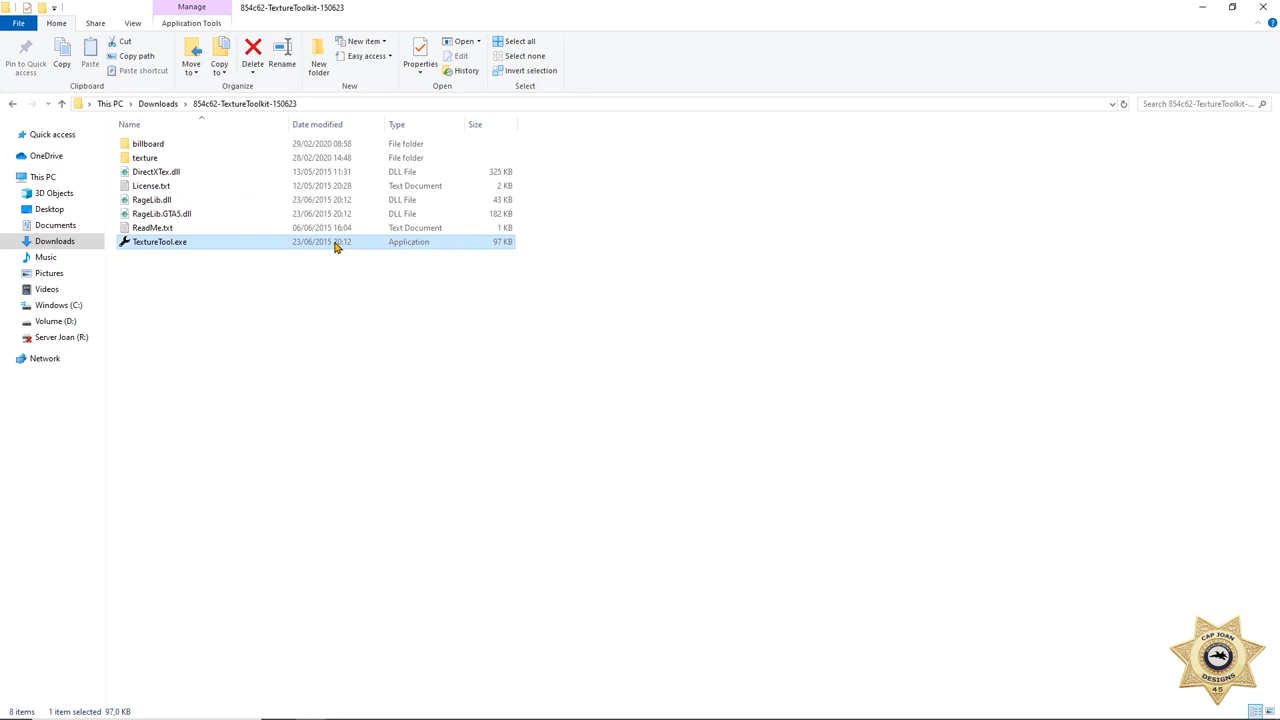 Manage
854c62-TextureToolkit-150623
File
Home
Share
View
Application Tools
Pin to Quick access
Copy
Paste
Cut
Copy path
Paste shortcut
Clipboard
Move to
Copy to
Delete
Rename
Organize
New folder
New item
Easy access
New
Properties
Open
Edit
History
Open
Select all
Select none
Invert selection
Select
This PC
Downloads
854c62-TextureToolkit-150623
Search 854c62-TextureToolkit-...
Name
Date modified
Type
Size
Quick access
OneDrive
This PC
3D Objects
Desktop
Documents
Downloads
Music
Pictures
Videos
Windows (C:)
Volume (D:)
Server Joan (R:)
Network
billboard 29/02/2020 08:58 File folder
texture 28/02/2020 14:48 File folder
DirectXTex.dll 13/05/2015 11:31 DLL File 325 KB
License.txt 12/05/2015 20:28 Text Document 2 KB
RageLib.dll 23/06/2015 20:12 DLL File 43 KB
RageLib.GTA5.dll 23/06/2015 20:12 DLL File 182 KB
ReadMe.txt 06/06/2015 16:04 Text Document 1 KB
TextureTool.exe 23/06/2015 20:12 Application 97 KB
CAP JOAN
DESIGNS
45
8 items 1 item selected 97,0 KB